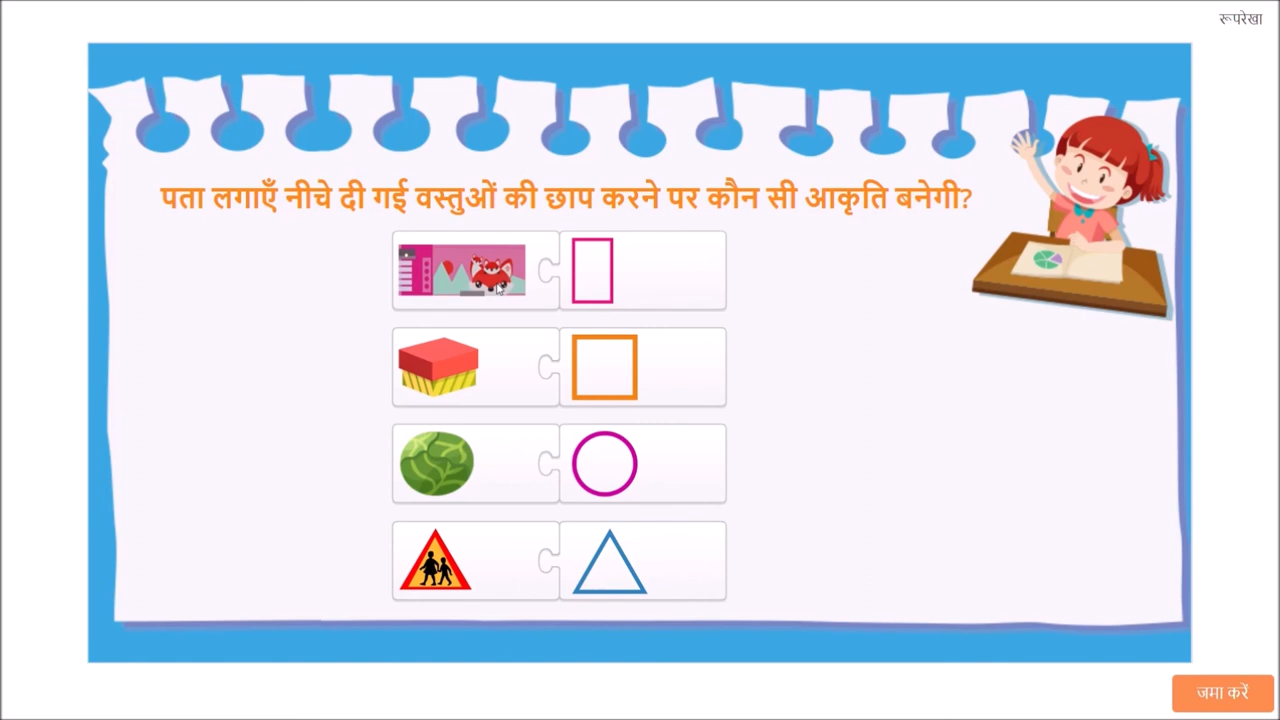 रूपरेखा
पता लगाएँ नीचे दी गई वस्तुओं की छाप करने पर कौन सी आकृति बनेगी?
जमा करें